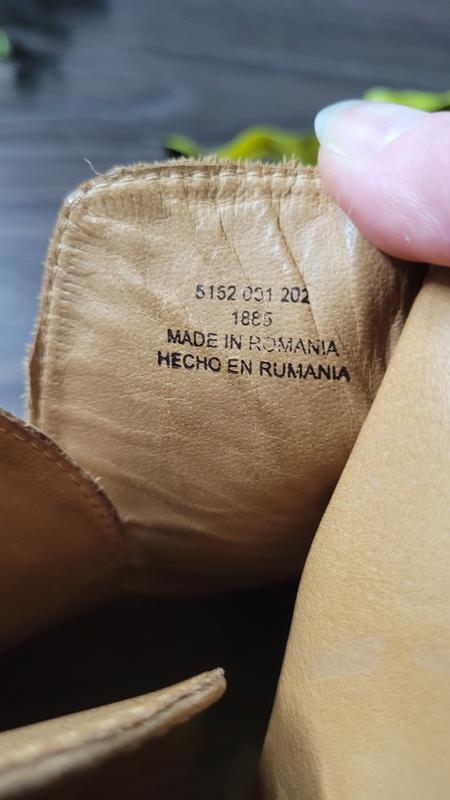 5152 001 202
1885
MADE IN ROMANIA
HECHO EN RUMANIA